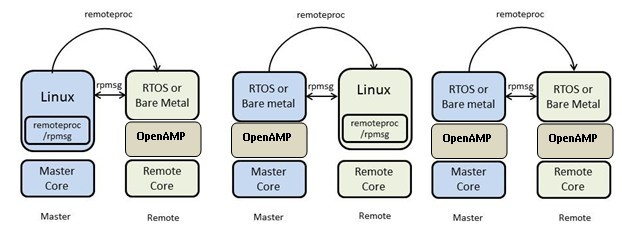 remoteproc
Linux
remoteproc
/rpmsg
rpmsg
RTOS or
Bare Metal
OpenAMP
Master
Core
Remote
Core
Master
Remote
remoteproc
RTOS or
Bare metal
OpenAMP
rpmsg
Linux
remoteproc
/rpmsg
Master
Core
Remote
Core
Master
Remote
remoteproc
RTOS or
Bare metal
OpenAMP
rpmsg
RTOS or
Bare Metal
OpenAMP
Master
Core
Remote
Core
Master
Remote